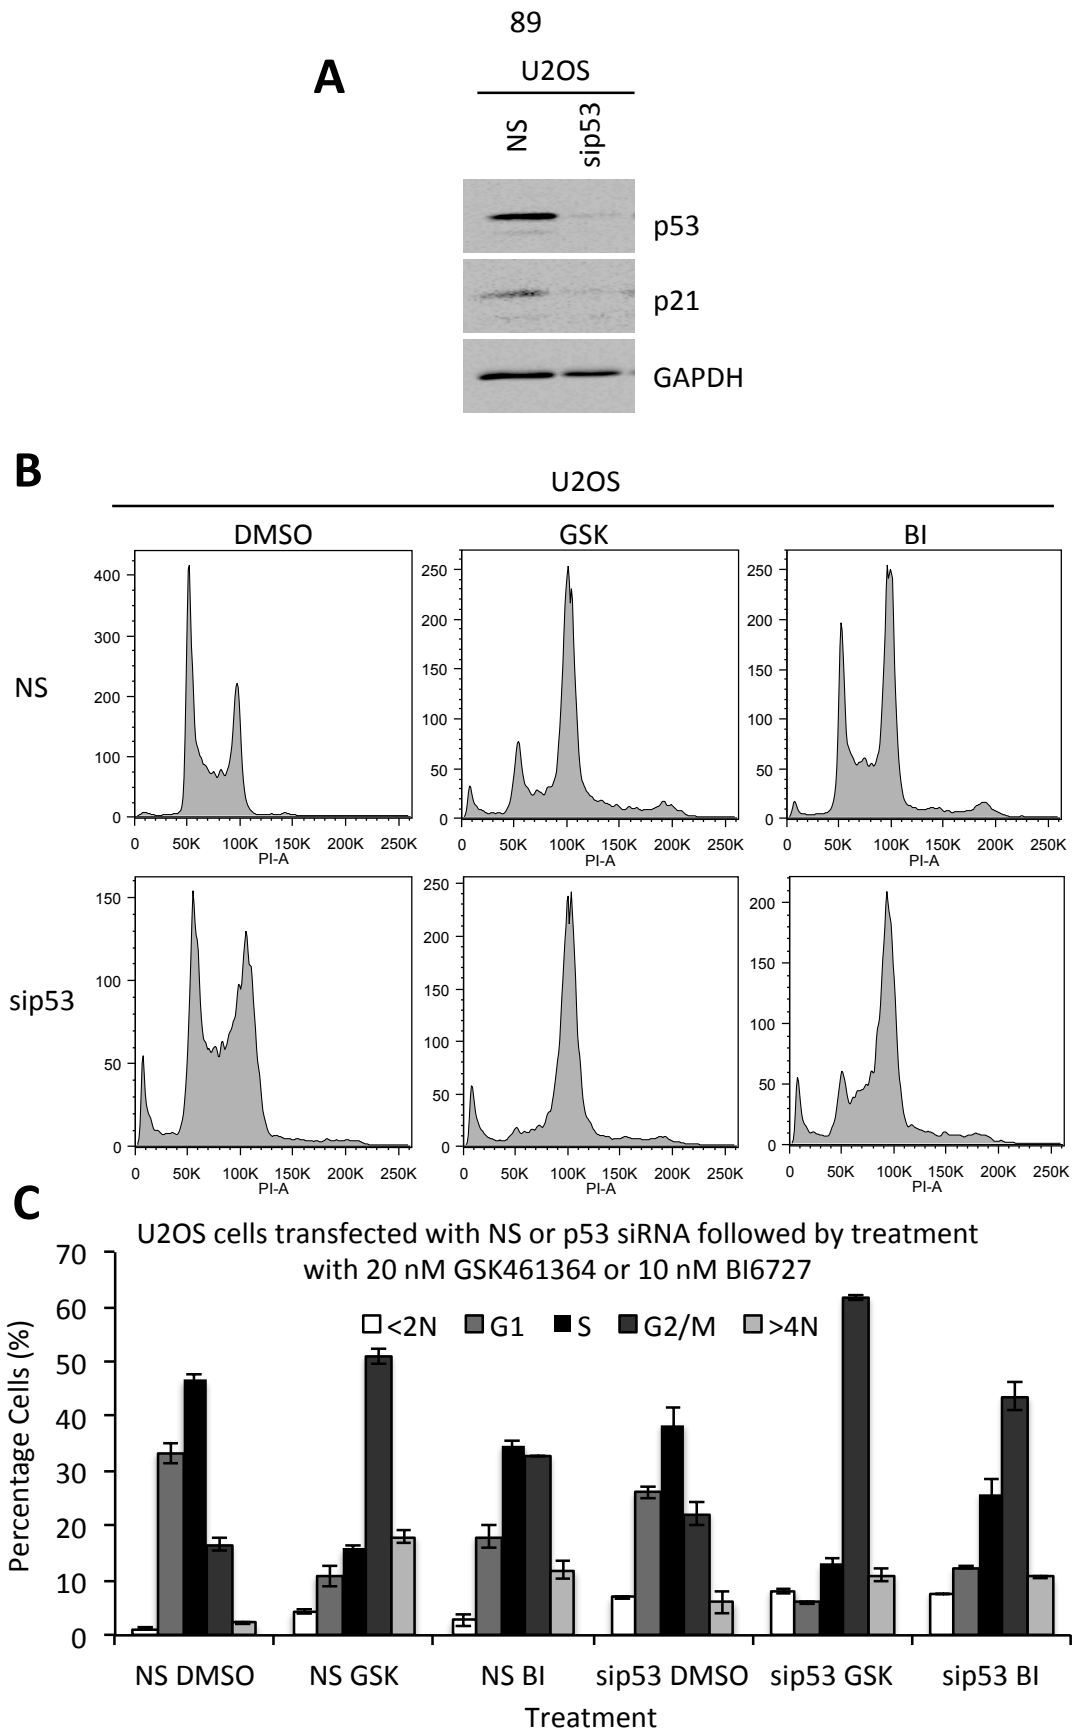 89
A
U2OS
NS sip53
p53
p21
GAPDH
B
U2OS
DMSO GSK BI
NS
400 300 200 100 0
0 50K 100K 150K 200K 250K
PI-A
250 200 150 100 50 0
0 50K 100K 150K 200K 250K
PI-A
250 200 150 100 50 0
0 50K 100K 150K 200K 250K
PI-A
sip53
150 100 50 0
0 50K 100K 150K 200K 250K
PI-A
250 200 150 100 50 0
0 50K 100K 150K 200K 250K
PI-A
200 150 100 50 0
0 50K 100K 150K 200K 250K
PI-A
C
U2OS cells transfected with NS or p53 siRNA followed by treatment
with 20 nM GSK461364 or 10 nM BI6727
<2N G1 S G2/M >4N
Percentage Cells (%)
70
60
50
40
30
20
10
0
NS DMSO NS GSK NS BI sip53 DMSO sip53 GSK sip53 BI
Treatment